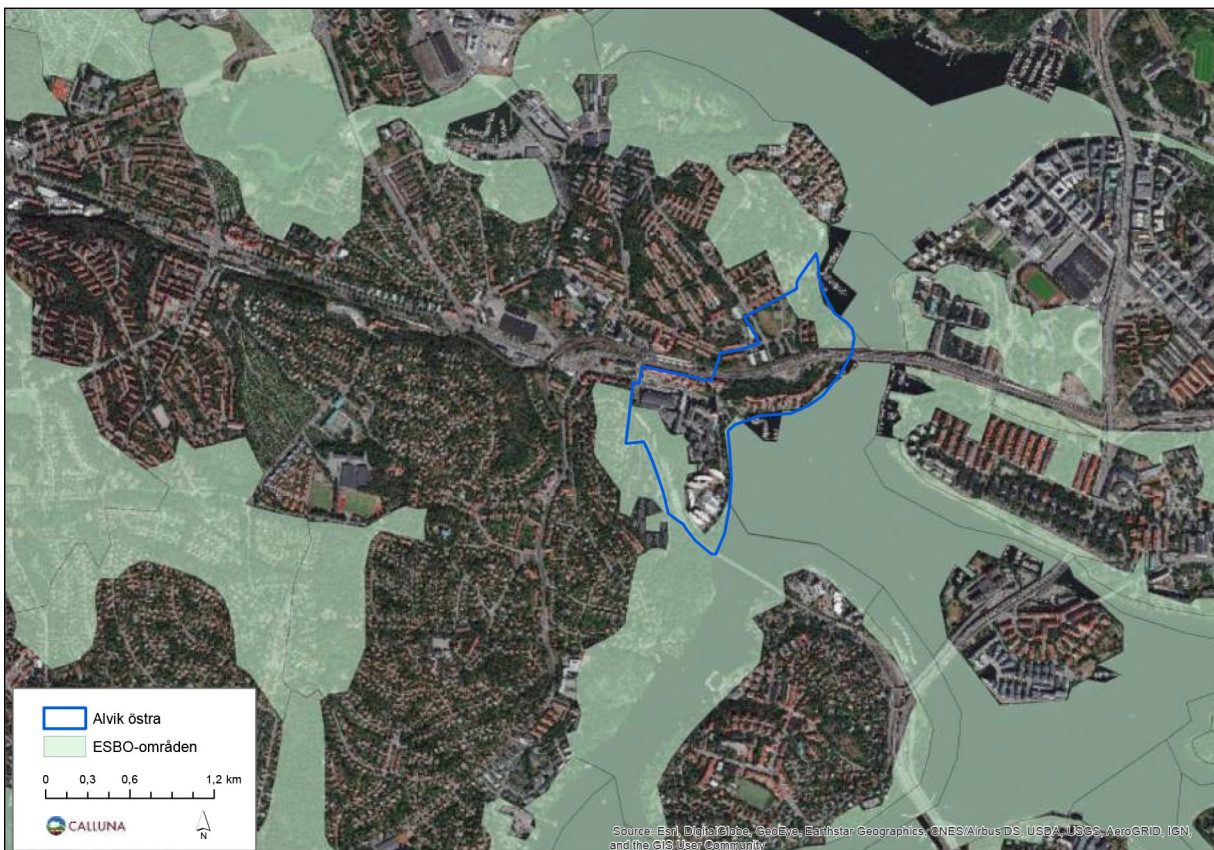 Alvik östra
ESBO-områden
0 0,3 0,6 1,2 km
CALLUNA
N
Source: Esri, DigitalGlobe, GeoEye, Earthstar Geographics, CNES/Airbus DS, USDA, USGS, AeroGRID, IGN,
and the GIS User Community